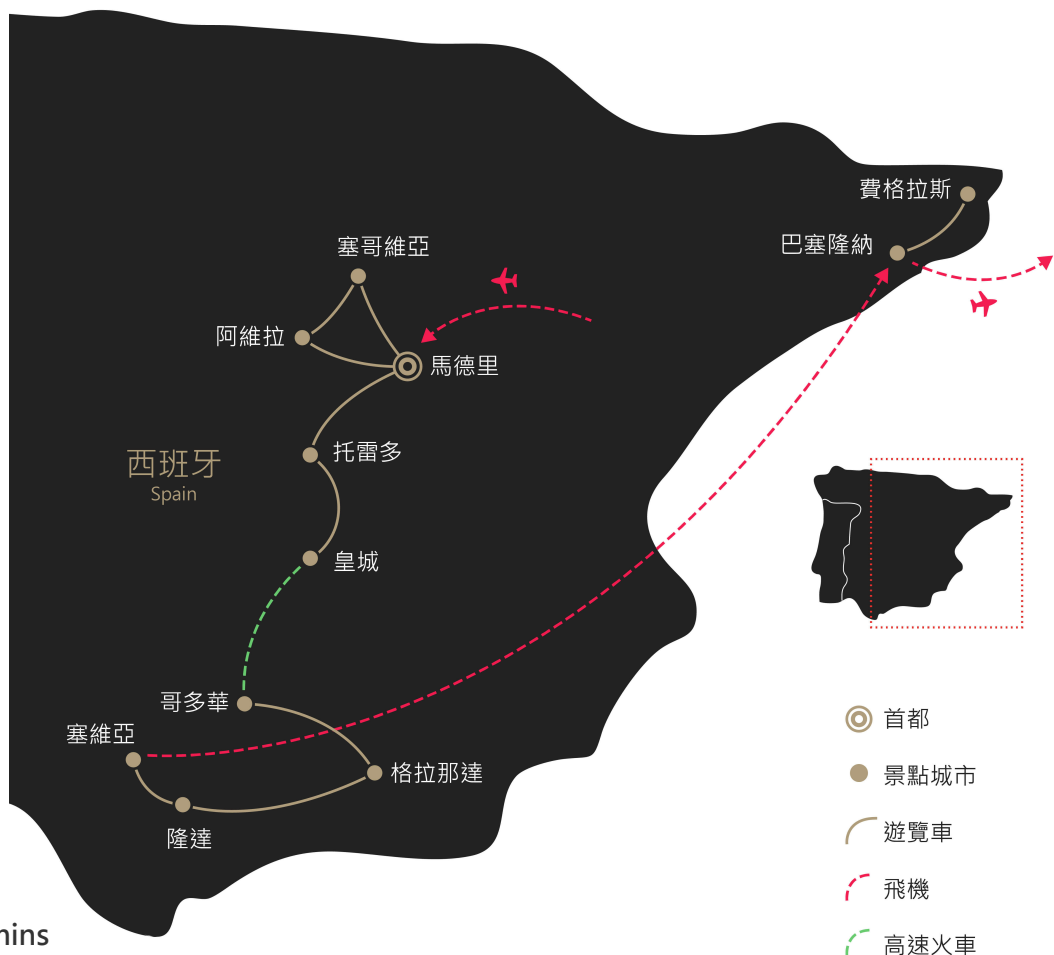 費格拉斯
巴塞隆納
塞哥維亞
阿維拉
馬德里
托雷多
西班牙
Spain
皇城
哥多華
塞維亞
格拉那達
隆達
首都
景點城市
遊覽車
飛機
高速火車